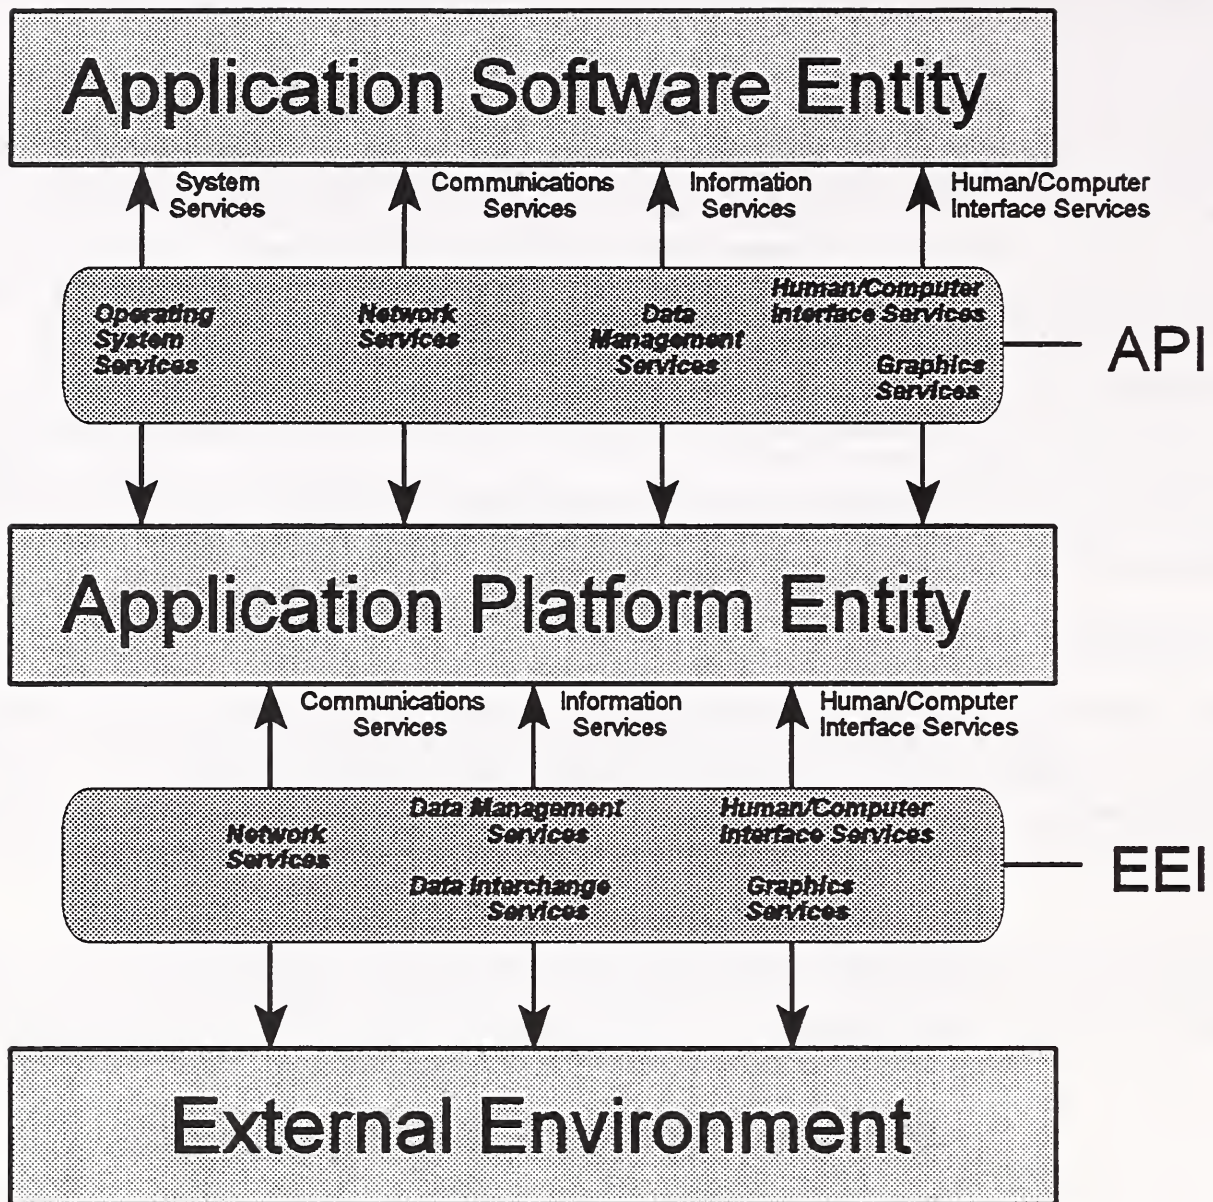 Application Software Entity
System
Services
Communications
Services
Information
Services
Human/Computer
Interface Services
Operating
System
Services
Network
Services
Data
Management
Services
Human/Computer
Interface Services
Graphics
Services
API
Application Platform Entity
Communications
Services
Information
Services
Human/Computer
Interface Services
Network
Services
Data Management
Services
Data Interchange
Services
Human/Computer
Interface Services
Graphics
Services
EEI
External Environment